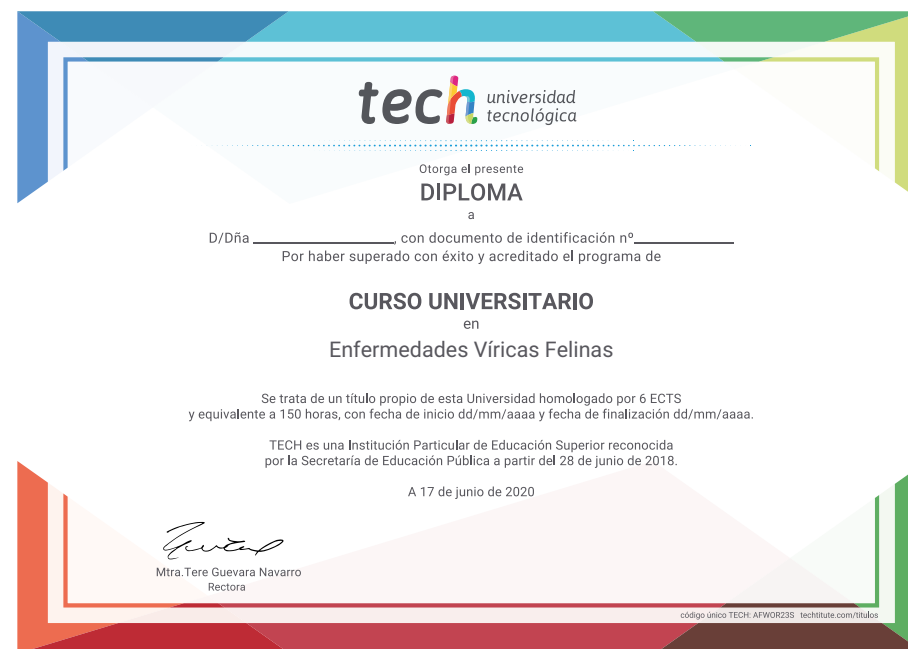 tech universidad
tecnológica
Otorga el presente
DIPLOMA
a
D/Dña ____________________, con documento de identificación nº______________
Por haber superado con éxito y acreditado el programa de
CURSO UNIVERSITARIO
en
Enfermedades Víricas Felinas
Se trata de un título propio de esta Universidad homologado por 6 ECTS
y equivalente a 150 horas, con fecha de inicio dd/mm/aaaa y fecha de finalización dd/mm/aaaa.
TECH es una Institución Particular de Educación Superior reconocida
por la Secretaría de Educación Pública a partir del 28 de junio de 2018.
A 17 de junio de 2020
Mtra.Tere Guevara Navarro
Rectora
código único TECH: AFWOR23S techtitute.com/titulos